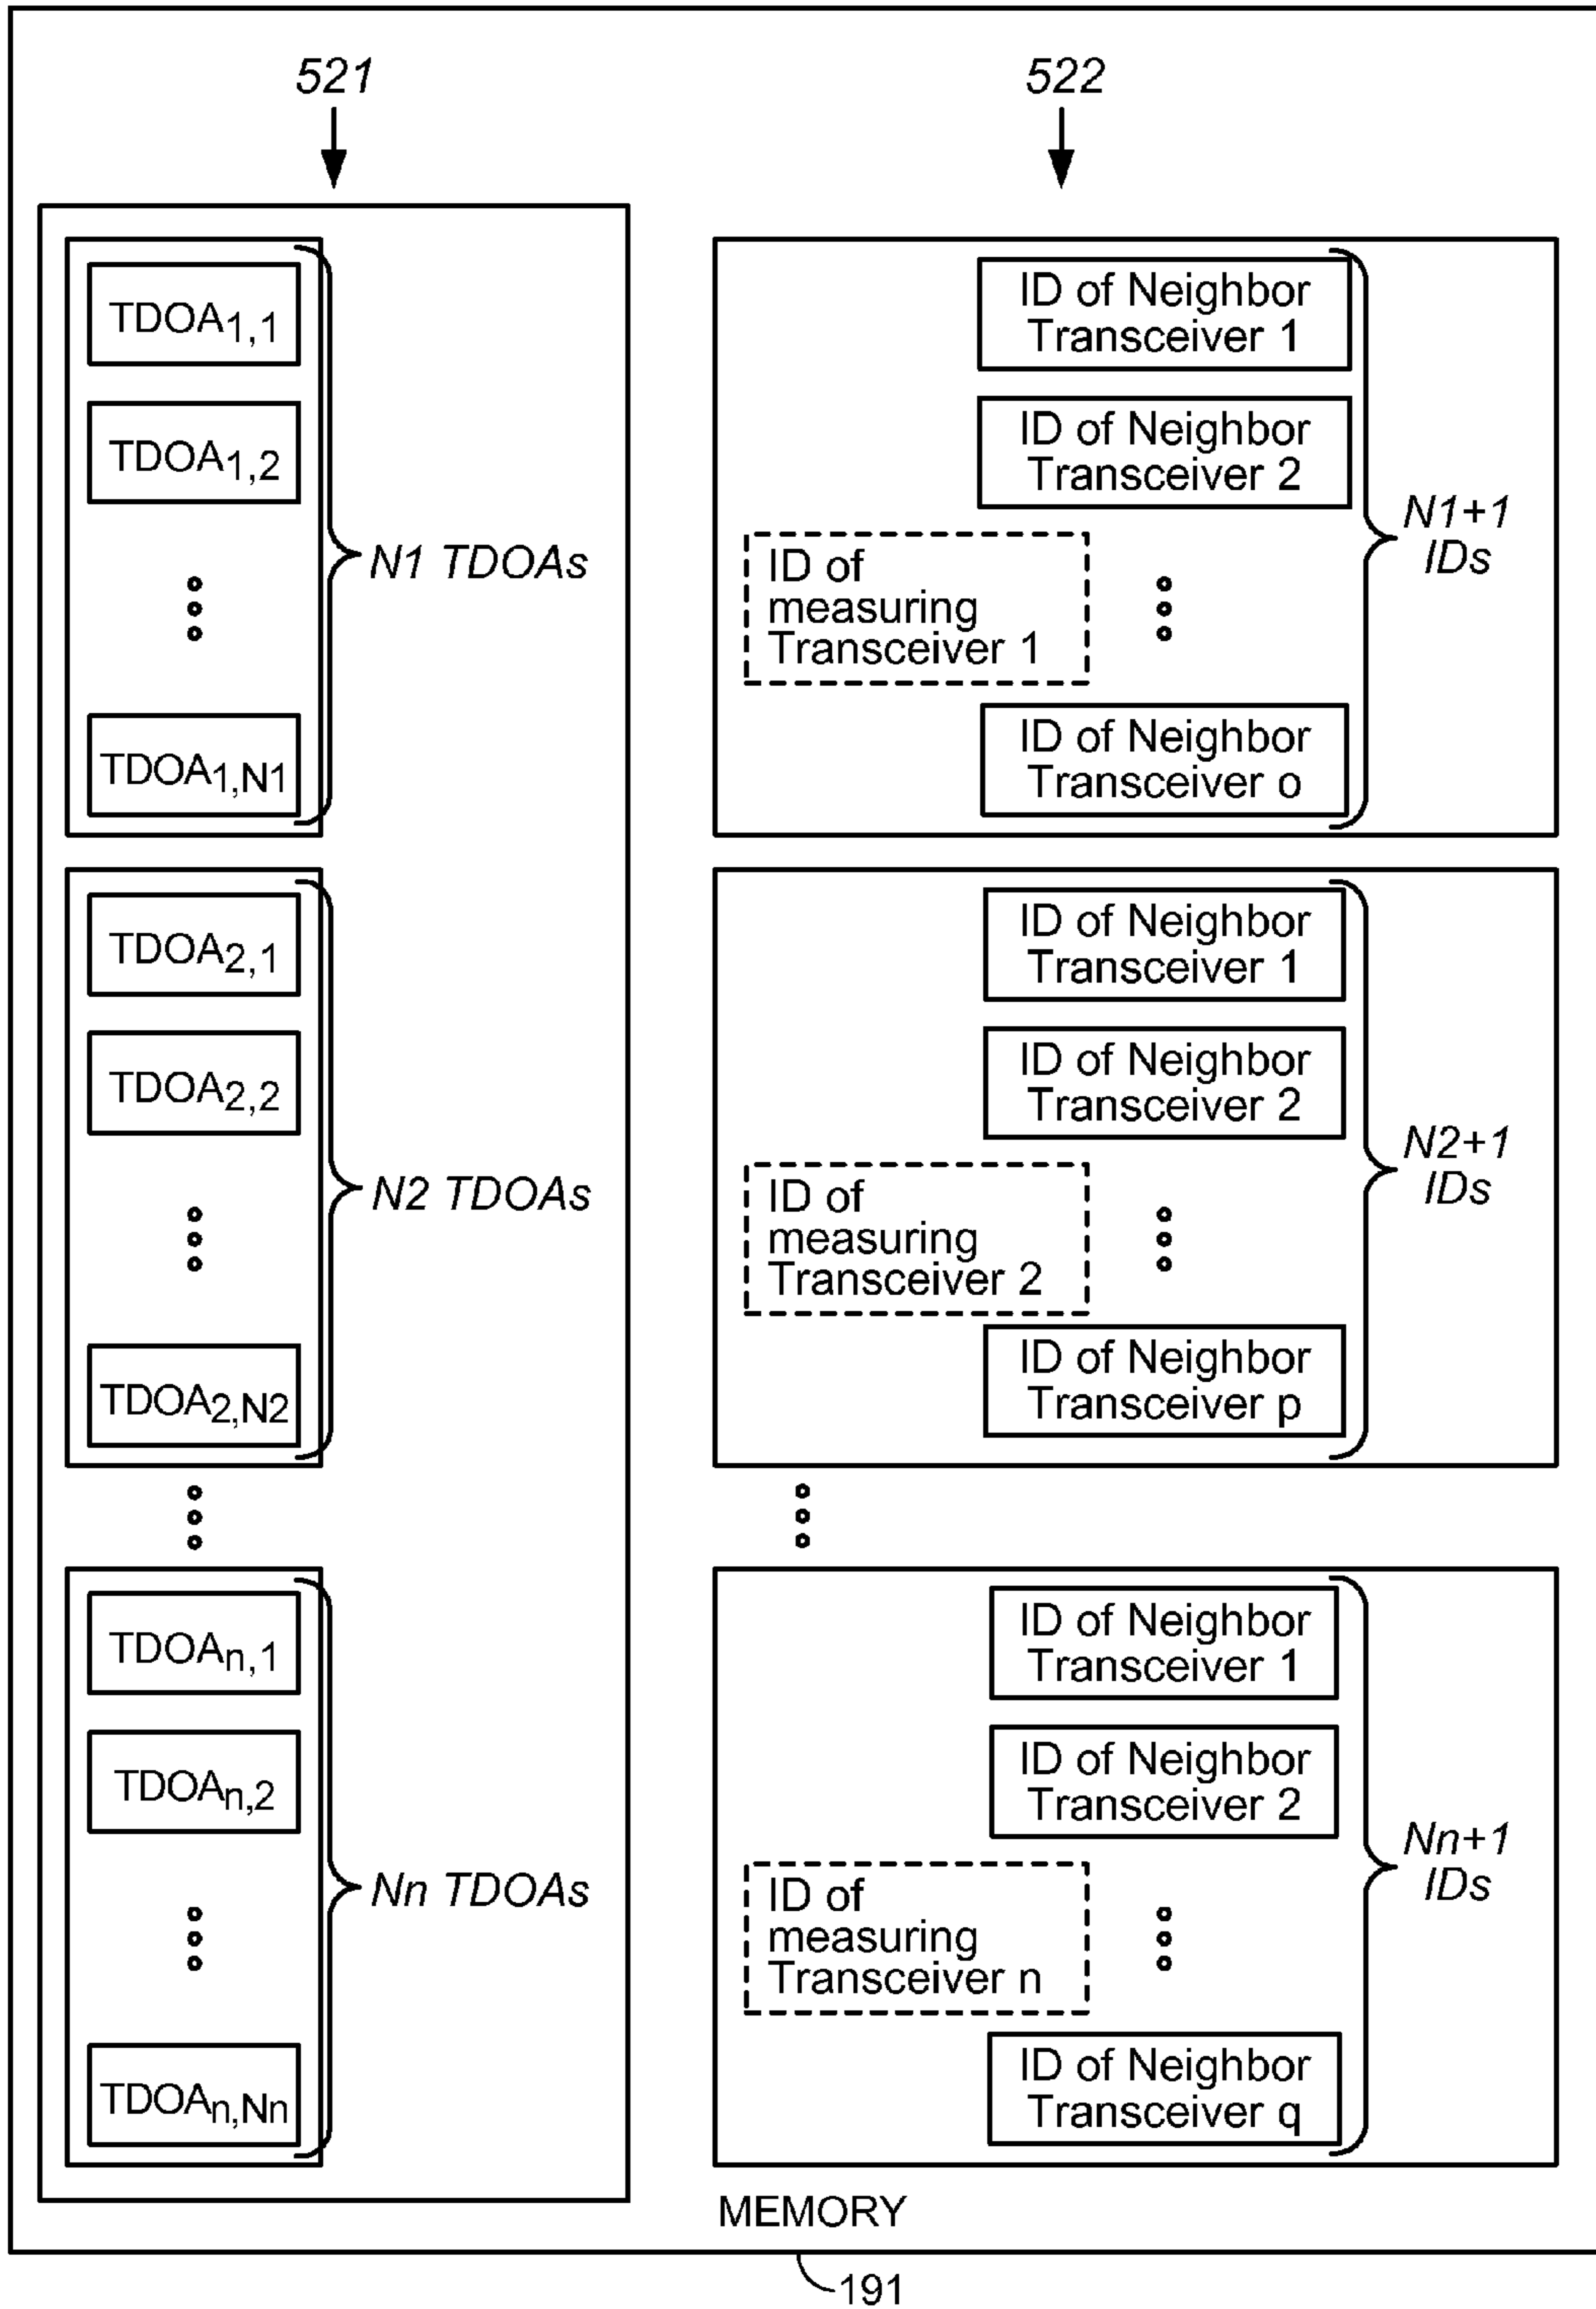 521
522
TDOA1,1
TDOA1,2
TDOA1,N1
N1 TDOAs
ID of Neighbor
Transceiver 1
ID of Neighbor
Transceiver 2
ID of
measuring
Transceiver 1
ID of Neighbor
Transceiver o
N1+1
IDs
TDOA2,1
TDOA2,2
TDOA2,N2
N2 TDOAs
ID of Neighbor
Transceiver 1
ID of Neighbor
Transceiver 2
ID of
measuring
Transceiver 2
ID of Neighbor
Transceiver p
N2+1
IDs
TDOAn,1
TDOAn,2
TDOAn,Nn
Nn TDOAs
ID of Neighbor
Transceiver 1
ID of Neighbor
Transceiver 2
ID of
measuring
Transceiver n
ID of Neighbor
Transceiver q
Nn+1
IDs
MEMORY
191